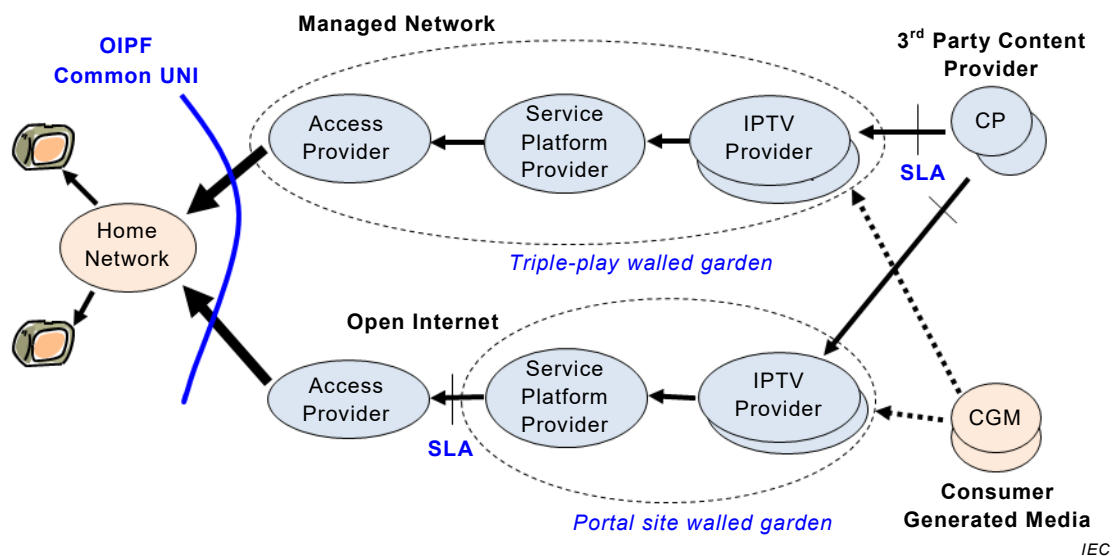 Managed Network
OIPF
Common UNI
3rd Party Content
Provider
Access
Provider
Service
Platform
Provider
IPTV
Provider
CP
SLA
Home
Network
Triple-play walled garden
Open Internet
Access
Provider
SLA
Service
Platform
Provider
IPTV
Provider
CGM
Portal site walled garden
Consumer
Generated Media
IEC